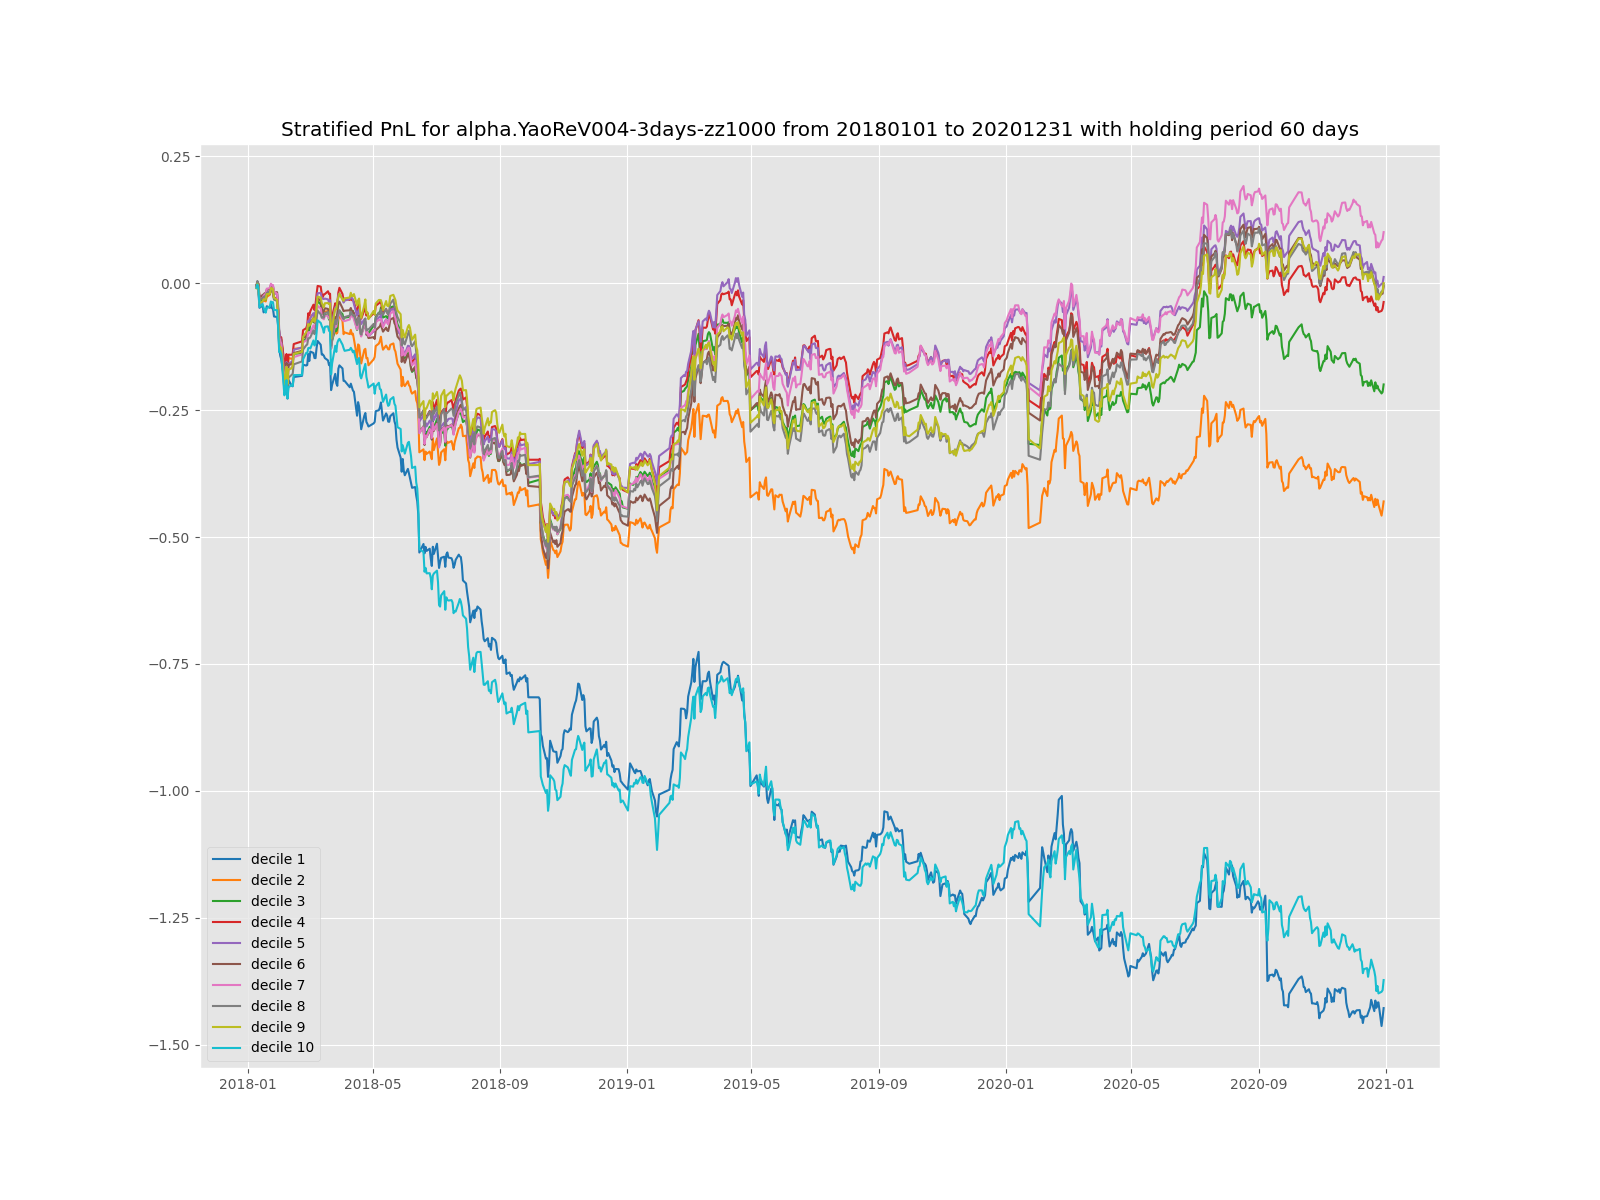 Stratified PnL for alpha.YaoReV004-3days-zz1000 from 20180101 to 20201231 with holding period 60 days
0.25
0.00
−0.25
−0.50
−0.75
−1.00
−1.25
−1.50
decile 1
decile 2
decile 3
decile 4
decile 5
decile 6
decile 7
decile 8
decile 9
decile 10
2018-01 2018-05 2018-09 2019-01 2019-05 2019-09 2020-01 2020-05 2020-09 2021-01